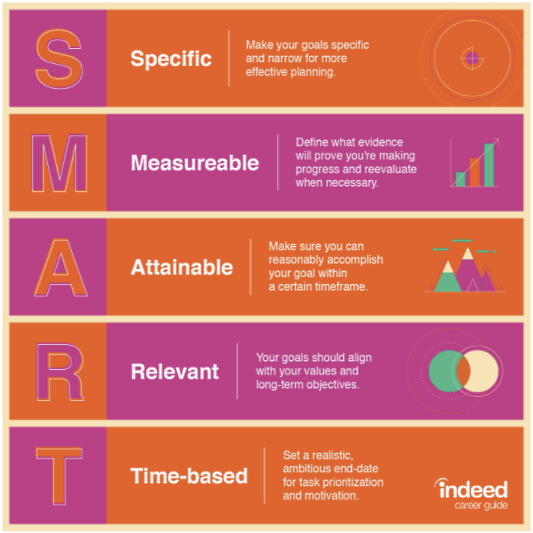 S
Specific
Make your goals specific
and narrow for more
effective planning.
M
Measureable
Define what evidence
will prove you're making
progress and reevaluate
when necessary.
A
Attainable
Make sure you can
reasonably accomplish
your goal within
a certain timeframe.
R
Relevant
Your goals should align
with your values and
long-term objectives.
T
Time-based
Set a realistic,
ambitious end-date
for task prioritization
and motivation.
indeed
career guide